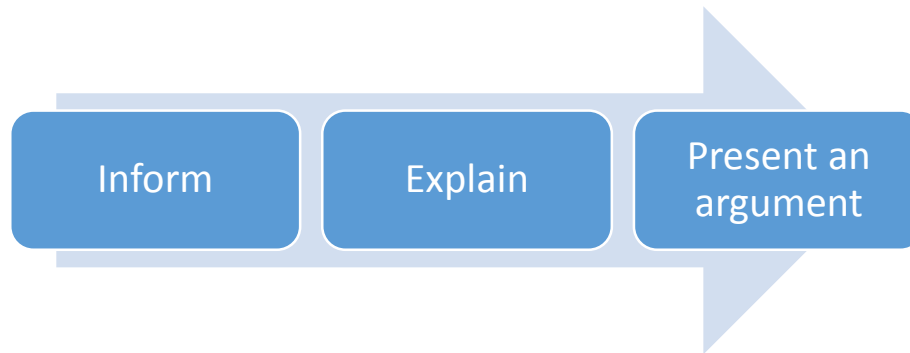 Inform
Explain
Present an
argument